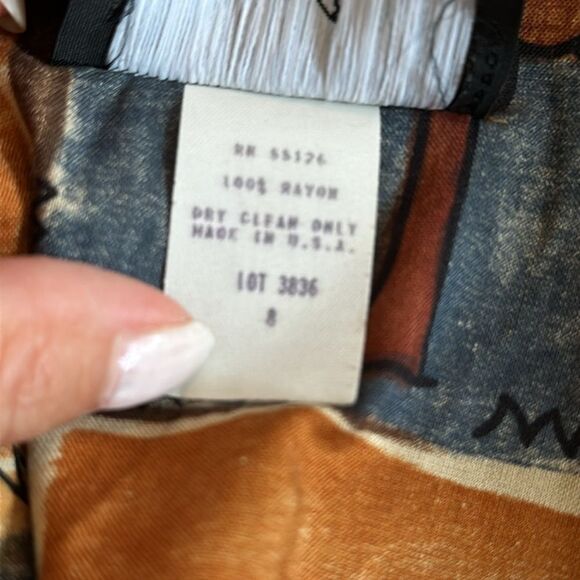 RN 55126
100% RAYON
DRY CLEAN ONLY
MADE IN U.S.A.
LOT 3836
8